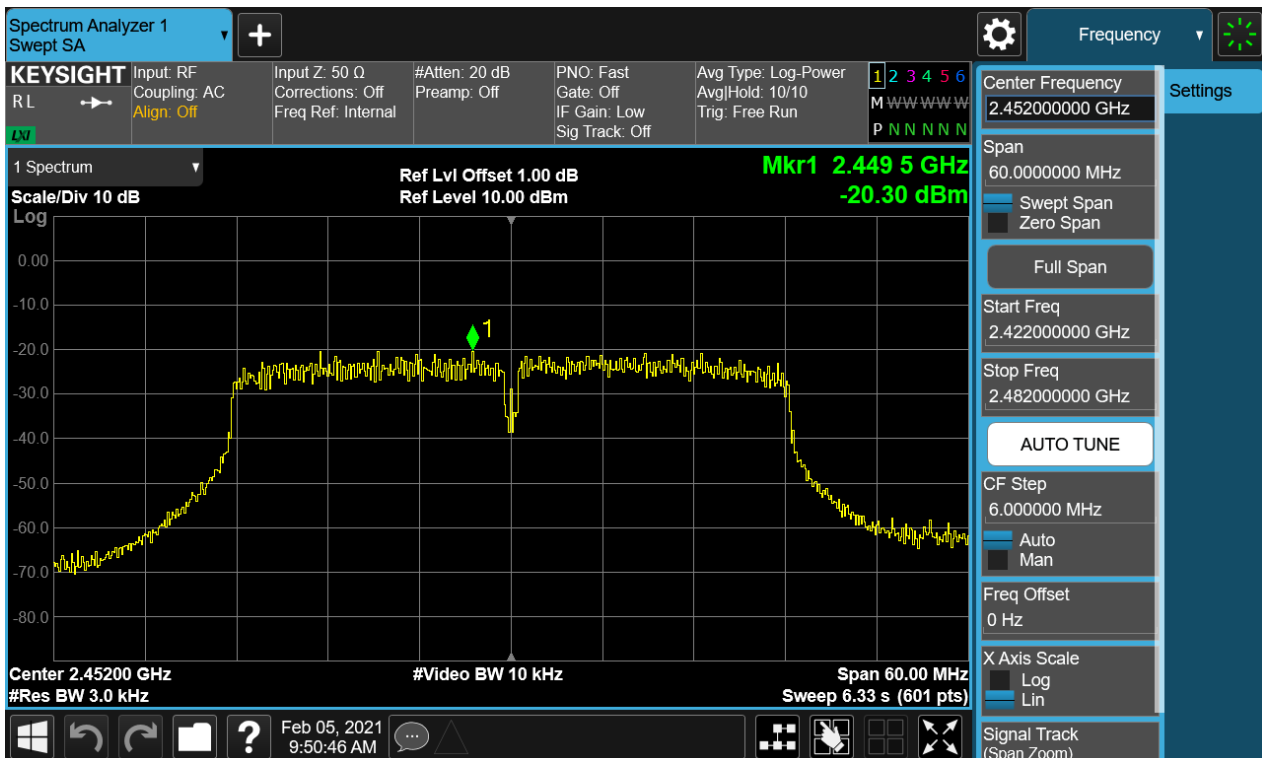 Spectrum Analyzer 1
Swept SA
+
Frequency
KEYSIGHT
R L
LXI
Input: RF
Coupling: AC
Align: Off
Input Z: 50 Ω
Corrections: Off
Freq Ref: Internal
#Atten: 20 dB
Preamp: Off
PNO: Fast
Gate: Off
IF Gain: Low
Sig Track: Off
Avg Type: Log-Power
Avg|Hold: 10/10
Trig: Free Run
1 2 3 4 5 6
M W W W W W
P N N N N N
1 Spectrum
Scale/Div 10 dB
Log
Ref Lvl Offset 1.00 dB
Ref Level 10.00 dBm
Mkr1 2.449 5 GHz
-20.30 dBm
0.00
-10.0
-20.0
-30.0
-40.0
-50.0
-60.0
-70.0
-80.0
1
Center 2.45200 GHz
#Res BW 3.0 kHz
#Video BW 10 kHz
Span 60.00 MHz
Sweep 6.33 s (601 pts)
?
Feb 05, 2021
9:50:46 AM
Center Frequency
2.452000000 GHz
Settings
Span
60.0000000 MHz
Swept Span
Zero Span
Full Span
Start Freq
2.422000000 GHz
Stop Freq
2.482000000 GHz
AUTO TUNE
CF Step
6.000000 MHz
Auto
Man
Freq Offset
0 Hz
X Axis Scale
Log
Lin
Signal Track
(Span Zoom)